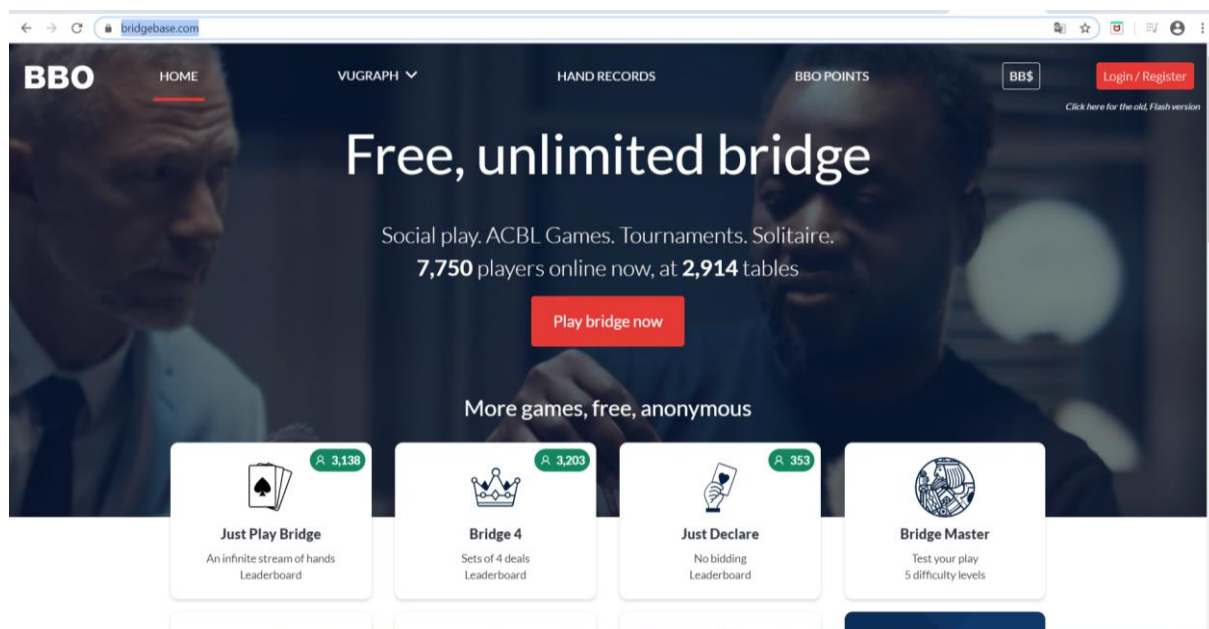 bridgebase.com
BBO
HOME
VUGRAPH
HAND RECORDS
BBO POINTS
BB$
Login / Register
Click here for the old, Flash version
Free, unlimited bridge
Social play. ACBL Games. Tournaments. Solitaire.
7,750 players online now, at 2,914 tables
Play bridge now
More games, free, anonymous
3,138
Just Play Bridge
An infinite stream of hands
Leaderboard
3,203
Bridge 4
Sets of 4 deals
Leaderboard
353
Just Declare
No bidding
Leaderboard
Bridge Master
Test your play
5 difficulty levels